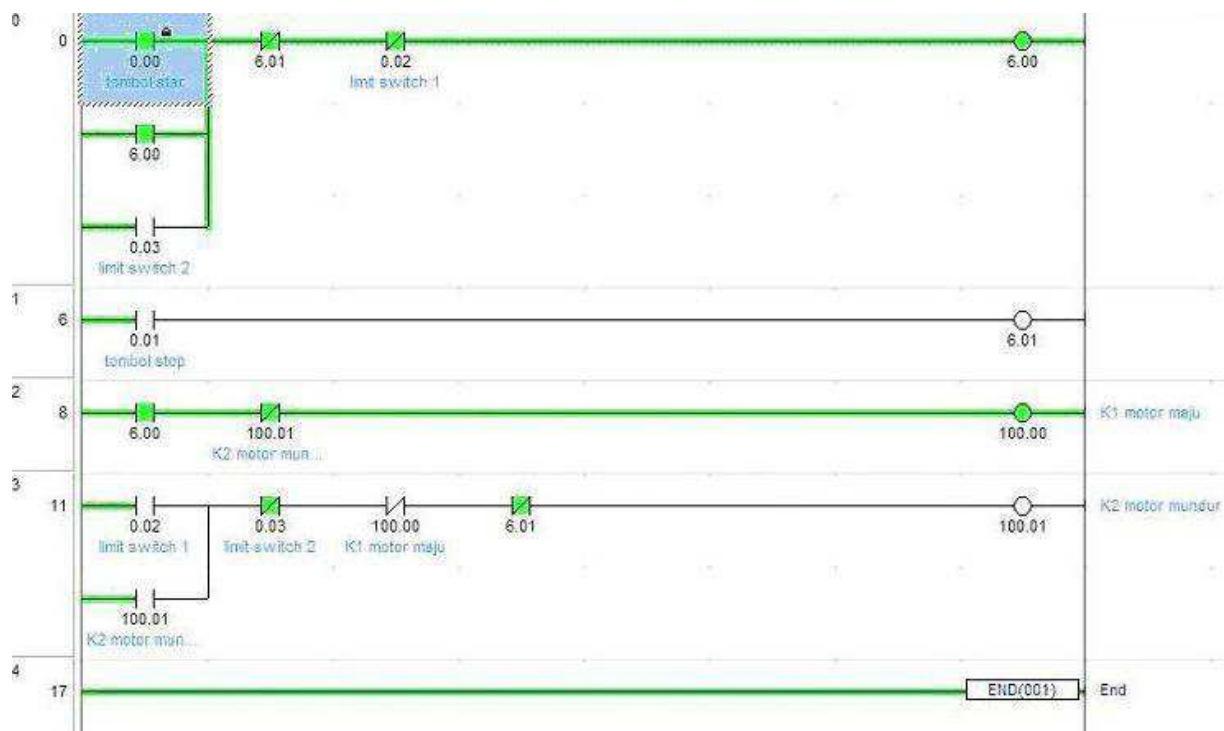 0
0
0.00
6.01
0.02
6.00
tombol star
limit switch 1
6.00
0.03
limit switch 2
1
6
0.01
6.01
tombol stop
2
8
6.00
100.01
100.00
K1 motor maju
K2 motor mun...
3
11
0.02
0.03
100.00
6.01
100.01
K2 motor mundur
limit switch 1
limit switch 2
K1 motor maju
100.01
K2 motor mun...
4
17
END(001)
End